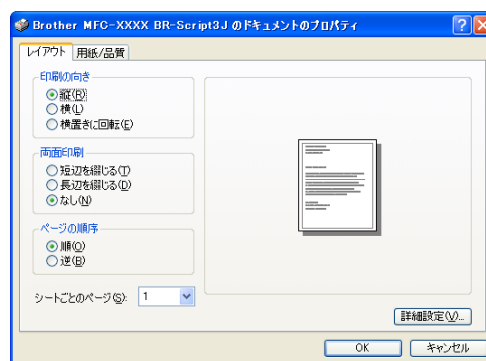 Brother MFC-XXXX BR-Script3J のドキュメントのプロパティ
レイアウト 用紙/品質
印刷の向き
縦(R)
横(L)
横置きに回転(E)
両面印刷
短辺を綴じる(T)
長辺を綴じる(D)
なし(N)
ページの順序
順(O)
逆(B)
シートごとのページ(S): 1
詳細設定(V)...
OK キャンセル